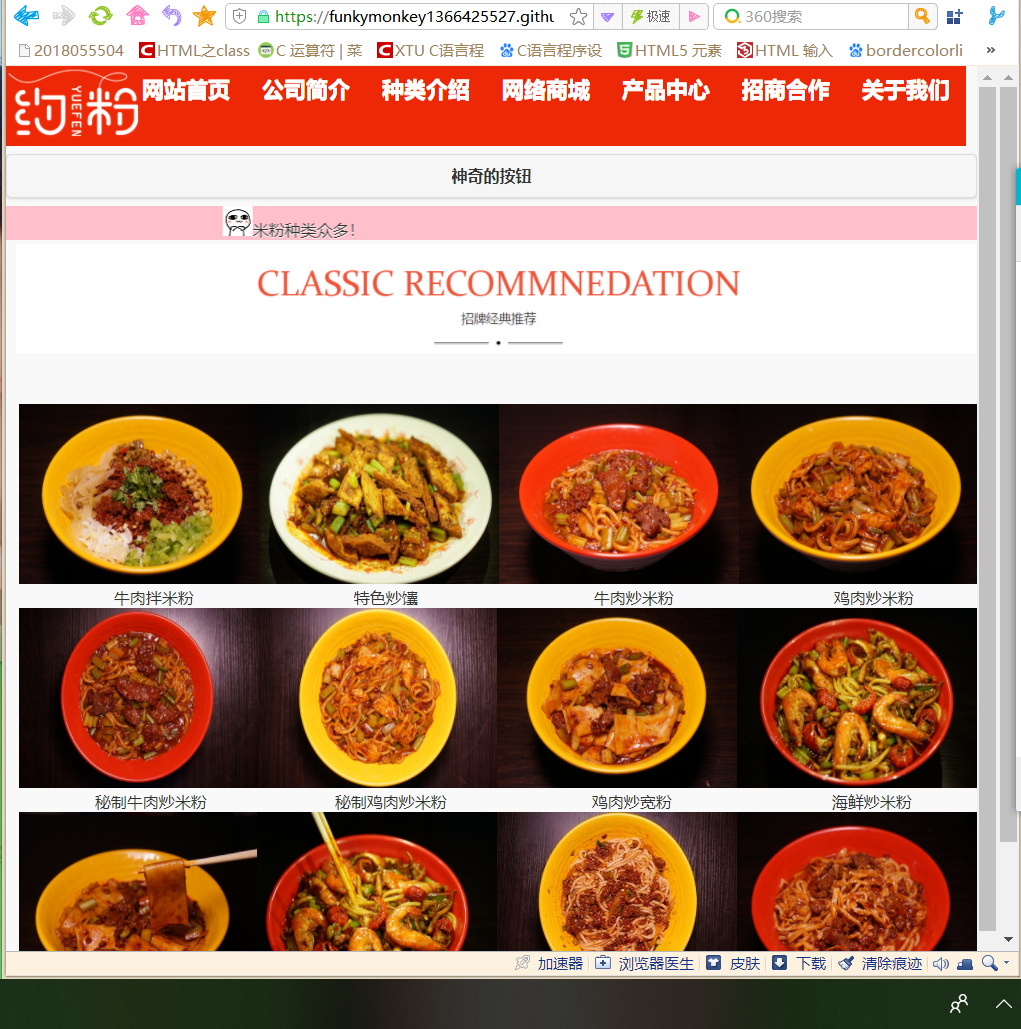 https://funkymonkey1366425527.githu
极速
360搜索
2018055504
HTML之class
C 运算符 | 菜
XTU C语言程
C语言程序设
HTML5 元素
HTML 输入
bordercolorli
»
约粉
YUEFEN
网站首页
公司简介
种类介绍
网络商城
产品中心
招商合作
关于我们
神奇的按钮
米粉种类众多!
CLASSIC RECOMMNEDATION
招牌经典推荐
牛肉拌米粉
特色炒馕
牛肉炒米粉
鸡肉炒米粉
秘制牛肉炒米粉
秘制鸡肉炒米粉
鸡肉炒宽粉
海鲜炒米粉
加速器
浏览器医生
皮肤
下载
清除痕迹